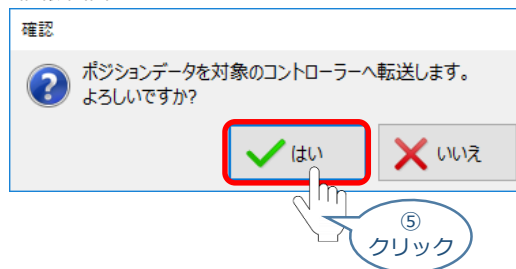 確認
ポジションデータを対象のコントローラーへ転送します。
よろしいですか?
はい
いいえ
⑤
クリック